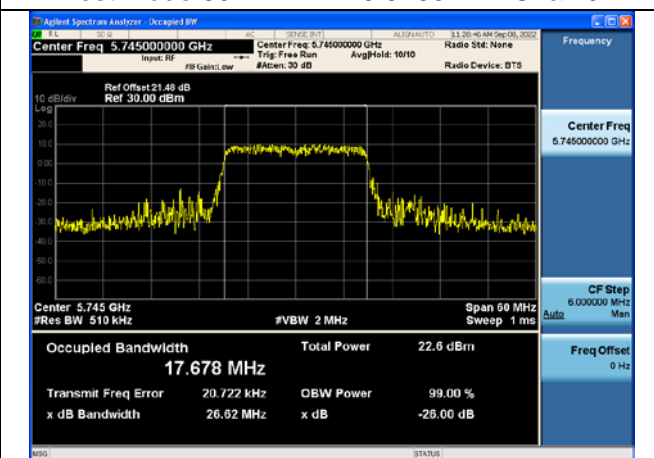 Agilent Spectrum Analyzer - Occupied BW
RL 50 Ω AC SENSE:INT ALIGNAUTO 11:20:46 AM Sep 08, 2022
Center Freq 5.745000000 GHz Center Freq: 5.745000000 GHz Radio Std: None Frequency
Input: RF Trig: Free Run Avg|Hold: 10/10
#IFGain:Low #Atten: 30 dB Radio Device: BTS
Ref Offset 21.48 dB
10 dB/div Ref 30.00 dBm
Log
20.0
10.0
0.00
-10.0
-20.0
-30.0
-40.0
-50.0
-60.0
Center Freq
5.745000000 GHz
Center 5.745 GHz Span 60 MHz
#Res BW 510 kHz #VBW 2 MHz Sweep 1 ms
CF Step
6.000000 MHz
Auto Man
Occupied Bandwidth Total Power 22.6 dBm
17.678 MHz
Freq Offset
0 Hz
Transmit Freq Error 20.722 kHz OBW Power 99.00 %
x dB Bandwidth 26.62 MHz x dB -26.00 dB
MSG STATUS